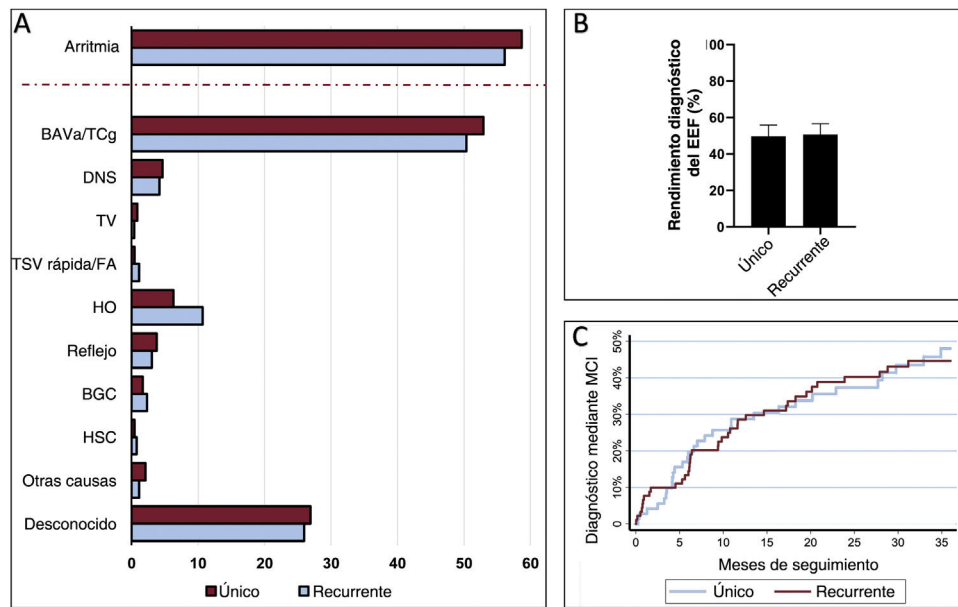 A
Arritmia
BAVa/TCg
DNS
TV
TSV rápida/FA
HO
Reflejo
BGC
HSC
Otras causas
Desconocido
0 10 20 30 40 50 60
Único Recurrente
B
Rendimiento diagnóstico
del EEF (%)
100
80
60
40
20
0
Único
Recurrente
C
Diagnóstico mediante MCI
50%
40%
30%
20%
10%
0
0 5 10 15 20 25 30 35
Meses de seguimiento
Único Recurrente